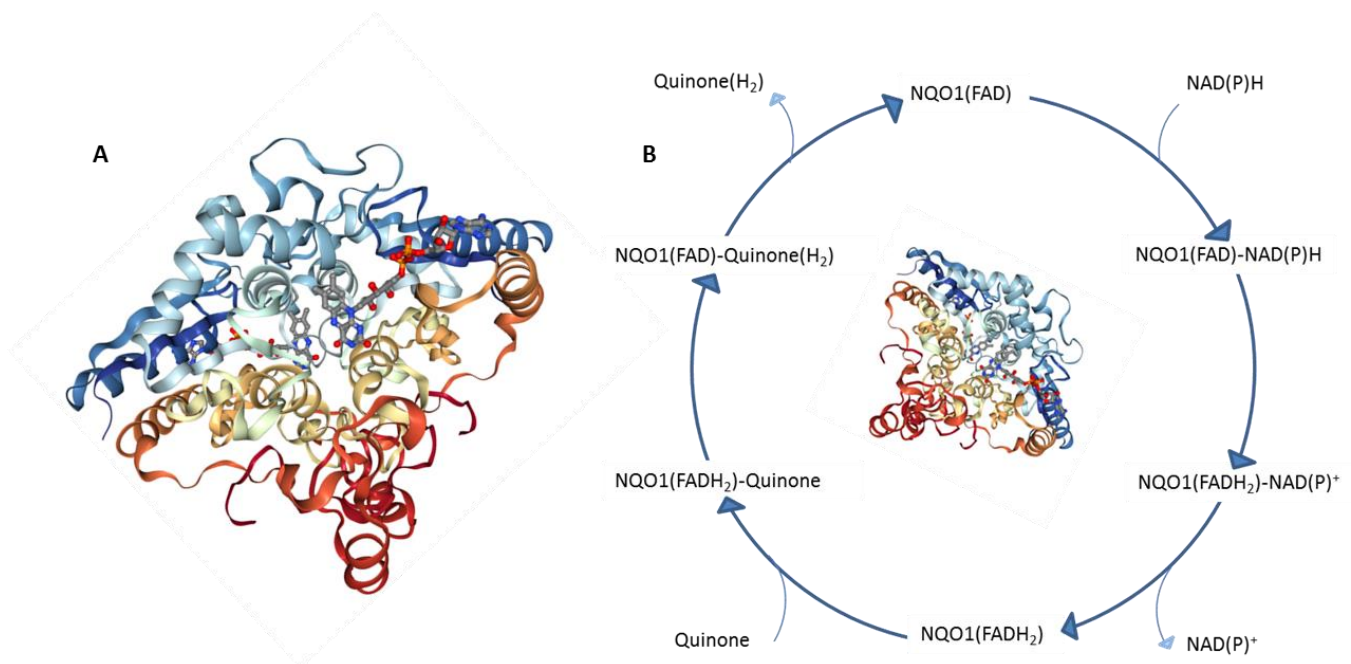 A
B
Quinone(H₂)
NQO1(FAD)
NAD(P)H
NQO1(FAD)-Quinone(H₂)
NQO1(FAD)-NAD(P)H
NQO1(FADH₂)-Quinone
NQO1(FADH₂)-NAD(P)⁺
Quinone
NQO1(FADH₂)
NAD(P)⁺